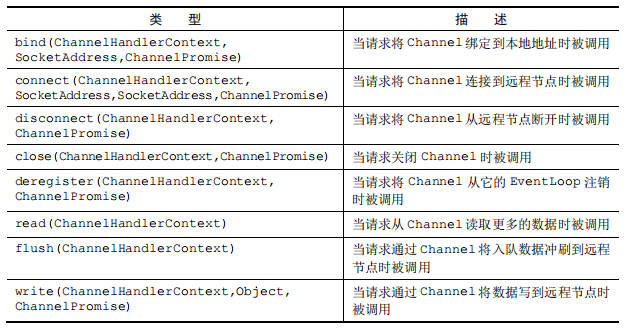 类 型 描 述
bind(ChannelHandlerContext, 当请求将 Channel 绑定到本地地址时被调用
SocketAddress,ChannelPromise)
connect(ChannelHandlerContext, 当请求将 Channel 连接到远程节点时被调用
SocketAddress,SocketAddress,ChannelPromise)
disconnect(ChannelHandlerContext, 当请求将 Channel 从远程节点断开时被调用
ChannelPromise)
close(ChannelHandlerContext,ChannelPromise) 当请求关闭 Channel 时被调用
deregister(ChannelHandlerContext, 当请求将 Channel 从它的 EventLoop 注销
ChannelPromise) 时被调用
read(ChannelHandlerContext) 当请求从 Channel 读取更多的数据时被调用
flush(ChannelHandlerContext) 当请求通过 Channel 将入队数据冲刷到远程
节点时被调用
write(ChannelHandlerContext,Object, 当请求通过 Channel 将数据写到远程节点时
ChannelPromise) 被调用